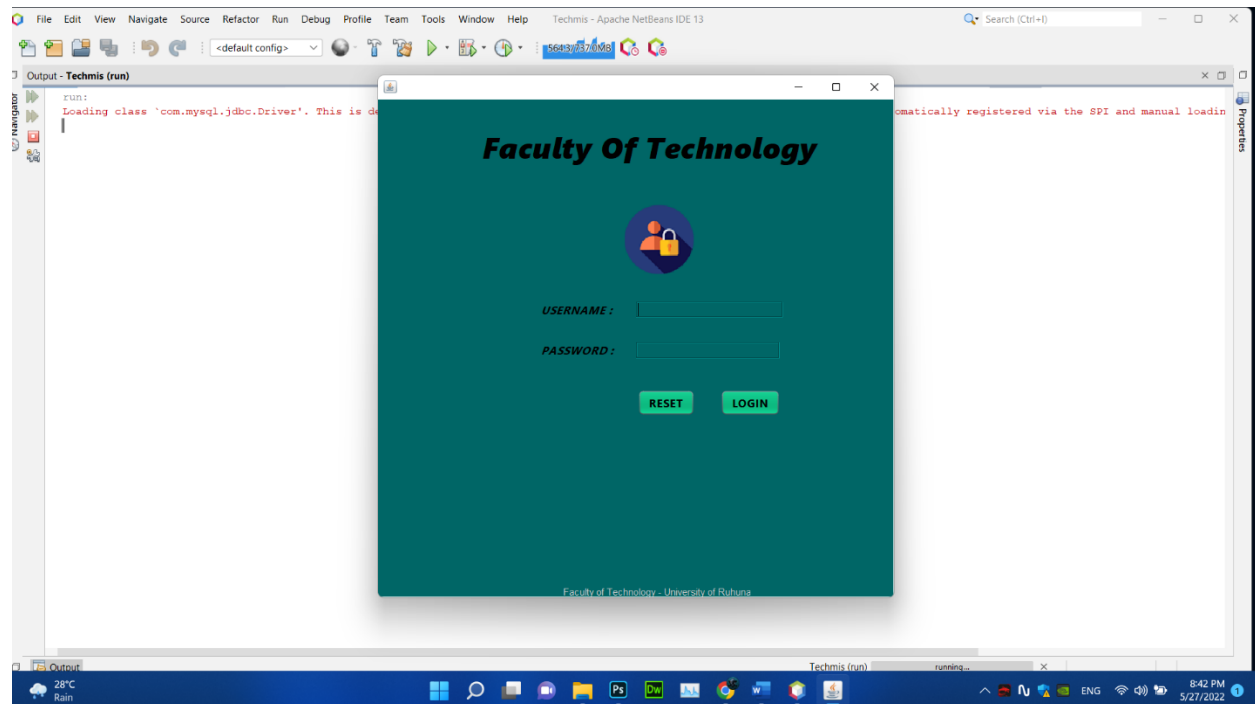 File Edit View Navigate Source Refactor Run Debug Profile Team Tools Window Help Techmis - Apache NetBeans IDE 13 Search (Ctrl+I)
<default config>
Output - Techmis (run)
Navigator
Properties
run:
Loading class `com.mysql.jdbc.Driver'. This is de
omatically registered via the SPI and manual loadin
Faculty Of Technology
USERNAME :
PASSWORD :
RESET LOGIN
Faculty of Technology - University of Ruhuna
Output Techmis (run) running...
28°C
Rain
Ps Dw W
ENG
8:42 PM
5/27/2022
1